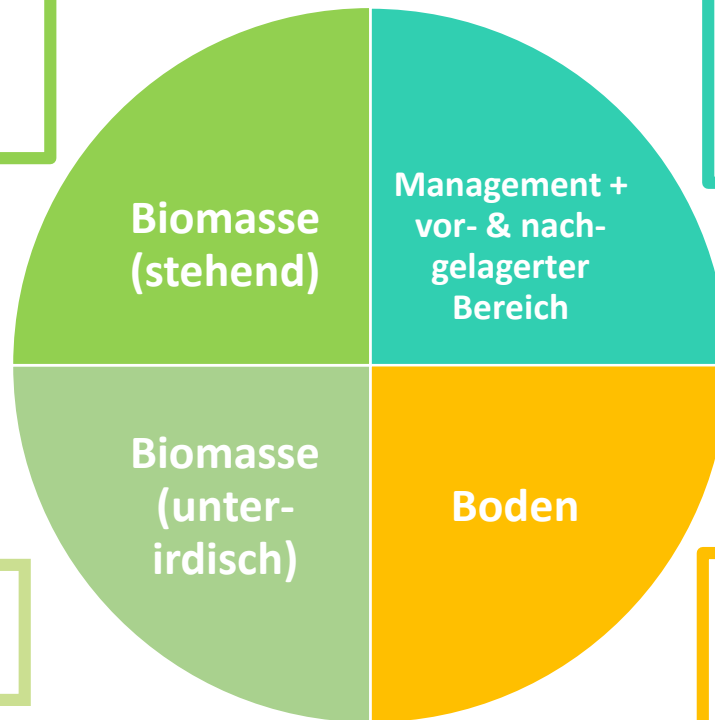 Biomasse
(stehend)
Management +
vor- & nach-
gelagerter
Bereich
Biomasse
(unter-
irdisch)
Boden